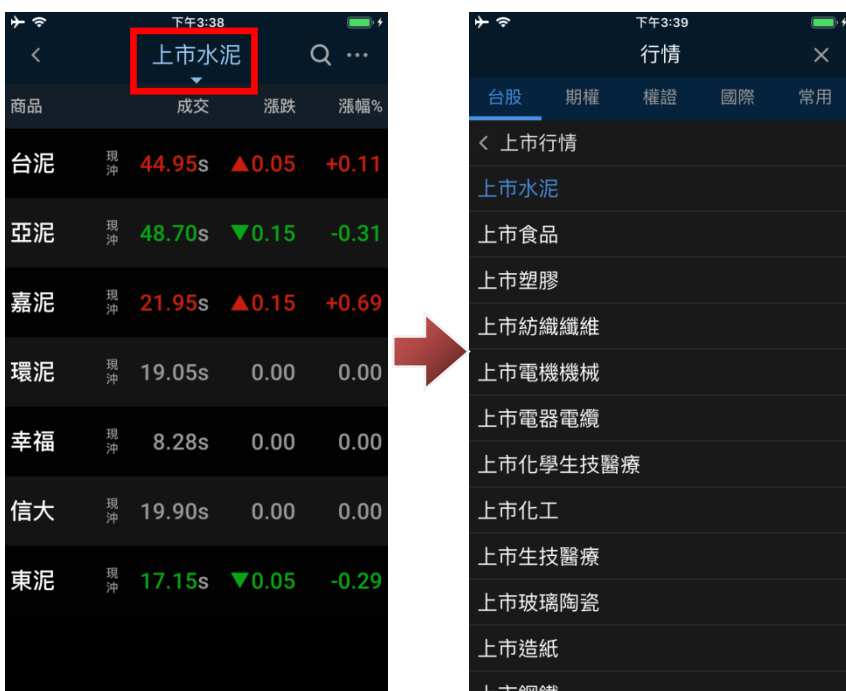 下午3:38
上市水泥
商品 成交 漲跌 漲幅%
台泥 現沖 44.95s ▲0.05 +0.11
亞泥 現沖 48.70s ▼0.15 -0.31
嘉泥 現沖 21.95s ▲0.15 +0.69
環泥 現沖 19.05s 0.00 0.00
幸福 現沖 8.28s 0.00 0.00
信大 現沖 19.90s 0.00 0.00
東泥 現沖 17.15s ▼0.05 -0.29
下午3:39
行情
台股 期權 權證 國際 常用
上市行情
上市水泥
上市食品
上市塑膠
上市紡織纖維
上市電機機械
上市電器電纜
上市化學生技醫療
上市化工
上市生技醫療
上市玻璃陶瓷
上市造紙
上市鋼鐵